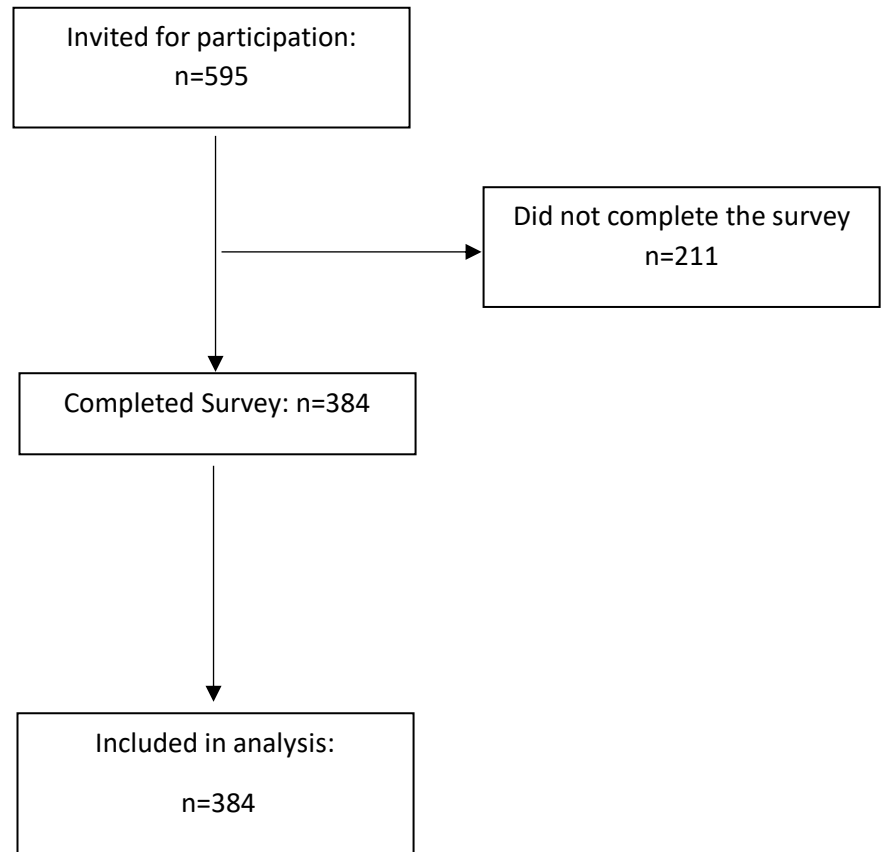 Invited for participation:
n=595
Did not complete the survey
n=211
Completed Survey: n=384
Included in analysis:
n=384